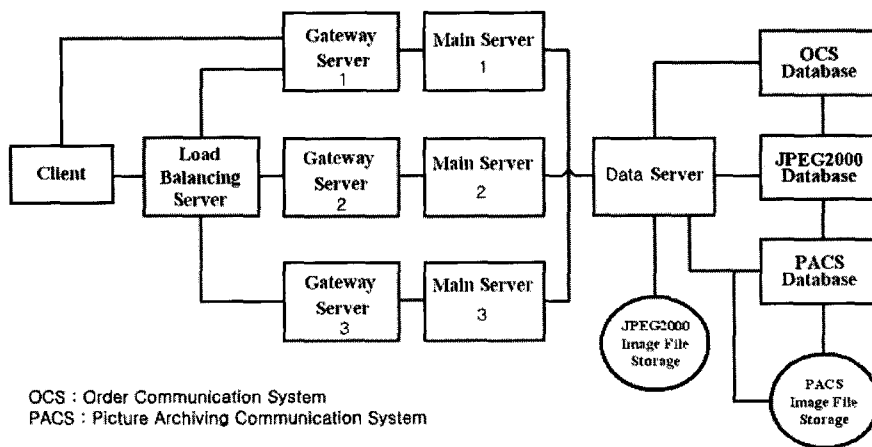 Gateway
Server
1
Main Server
1
OCS
Database
Client
Load
Balancing
Server
Gateway
Server
2
Main Server
2
Data Server
JPEG2000
Database
Gateway
Server
3
Main Server
3
PACS
Database
JPEG2000
Image File
Storage
PACS
Image File
Storage
OCS : Order Communication System
PACS : Picture Archiving Communication System